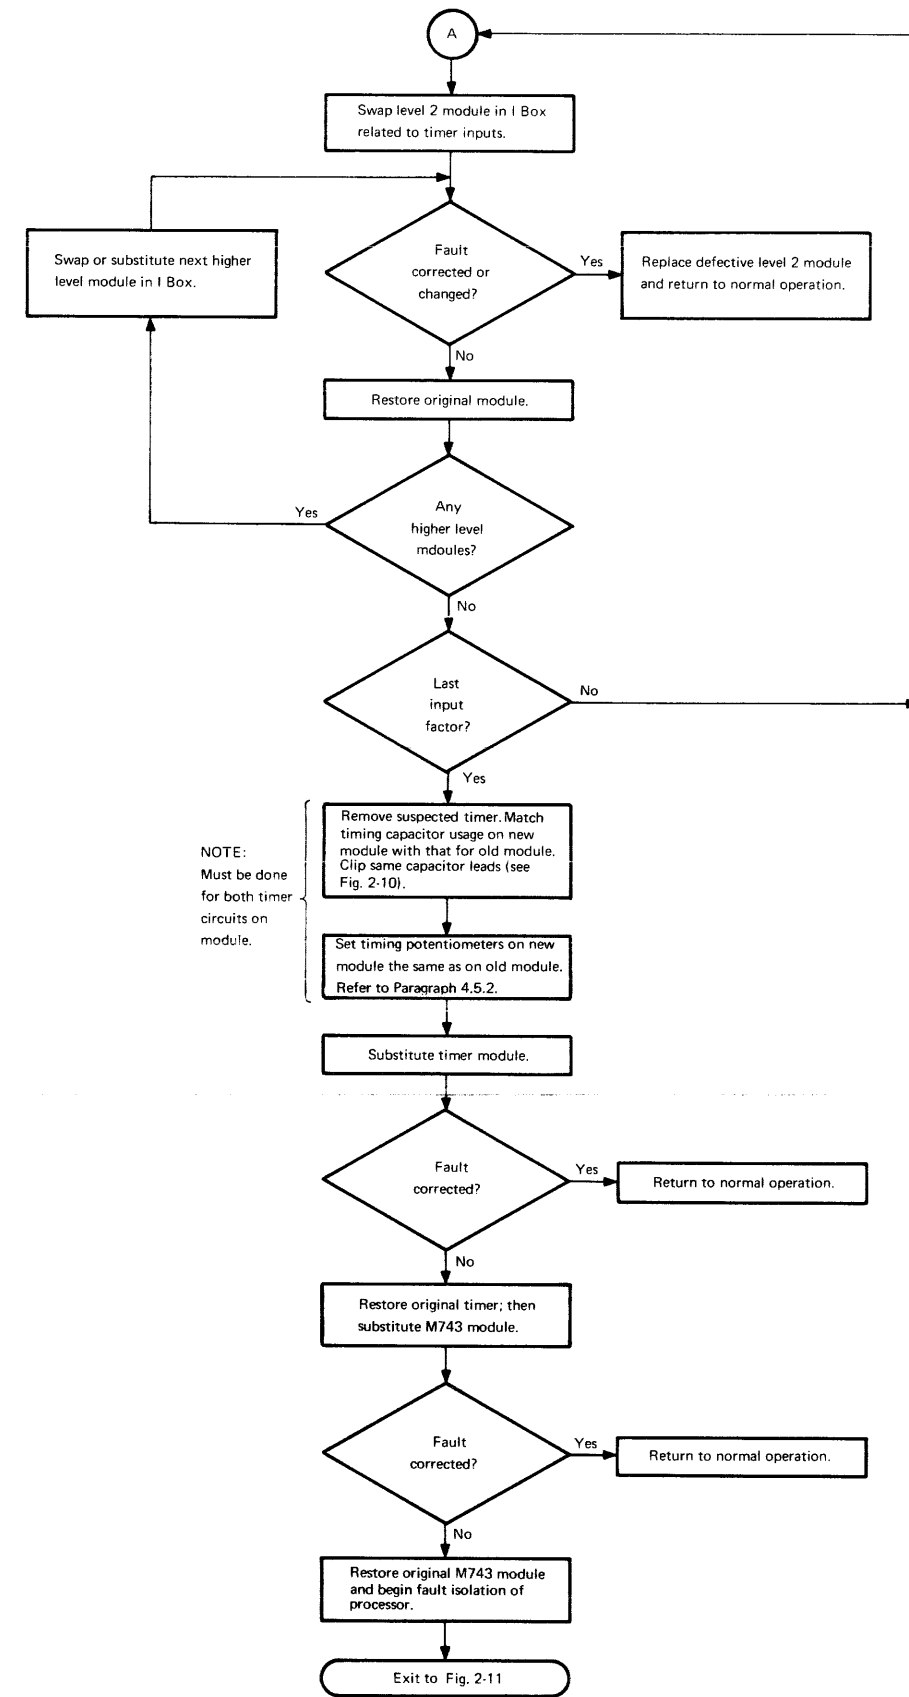 A
Swap level 2 module in I Box
related to timer inputs.
Swap or substitute next higher
level module in I Box.
Fault
corrected or
changed?
Yes
Replace defective level 2 module
and return to normal operation.
No
Restore original module.
Any
higher level
mdoules?
Yes
No
Last
input
factor?
No
Yes
NOTE:
Must be done
for both timer
circuits on
module.
Remove suspected timer. Match
timing capacitor usage on new
module with that for old module.
Clip same capacitor leads (see
Fig. 2-10).
Set timing potentiometers on new
module the same as on old module.
Refer to Paragraph 4.5.2.
Substitute timer module.
Fault
corrected?
Yes
Return to normal operation.
No
Restore original timer; then
substitute M743 module.
Fault
corrected?
Yes
Return to normal operation.
No
Restore original M743 module
and begin fault isolation of
processor.
Exit to Fig. 2-11